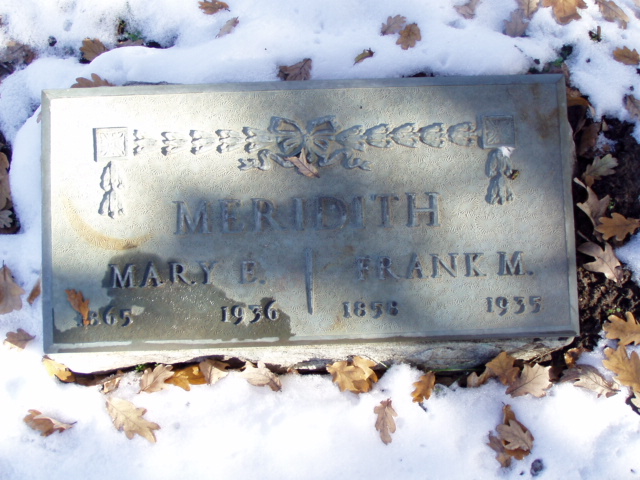 MERIDITH
MARY E. FRANK M.
1865 1936 1858 1935